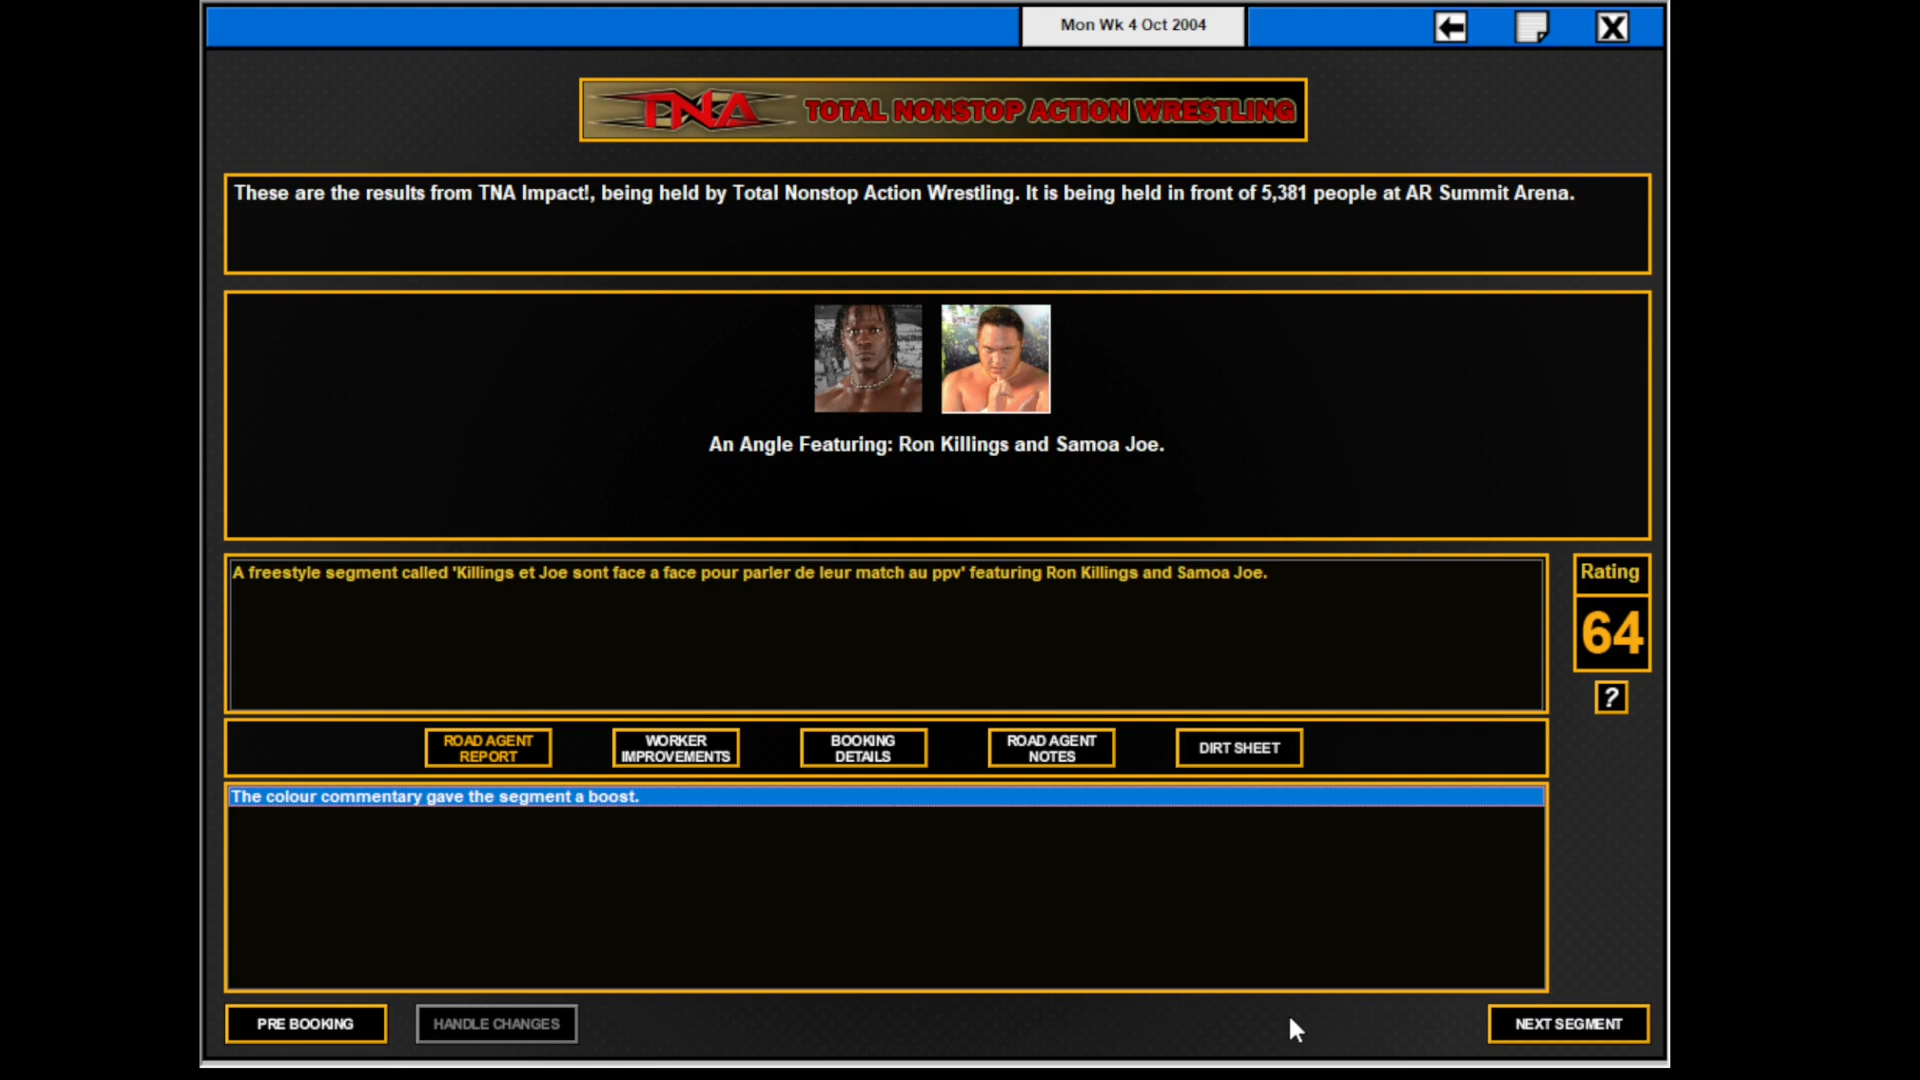 Mon Wk 4 Oct 2004
TNA TOTAL NONSTOP ACTION WRESTLING
These are the results from TNA Impact!, being held by Total Nonstop Action Wrestling. It is being held in front of 5,381 people at AR Summit Arena.
An Angle Featuring: Ron Killings and Samoa Joe.
A freestyle segment called 'Killings et Joe sont face a face pour parler de leur match au ppv' featuring Ron Killings and Samoa Joe.
Rating
64
?
ROAD AGENT
REPORT
WORKER
IMPROVEMENTS
BOOKING
DETAILS
ROAD AGENT
NOTES
DIRT SHEET
The colour commentary gave the segment a boost.
PRE BOOKING
HANDLE CHANGES
NEXT SEGMENT